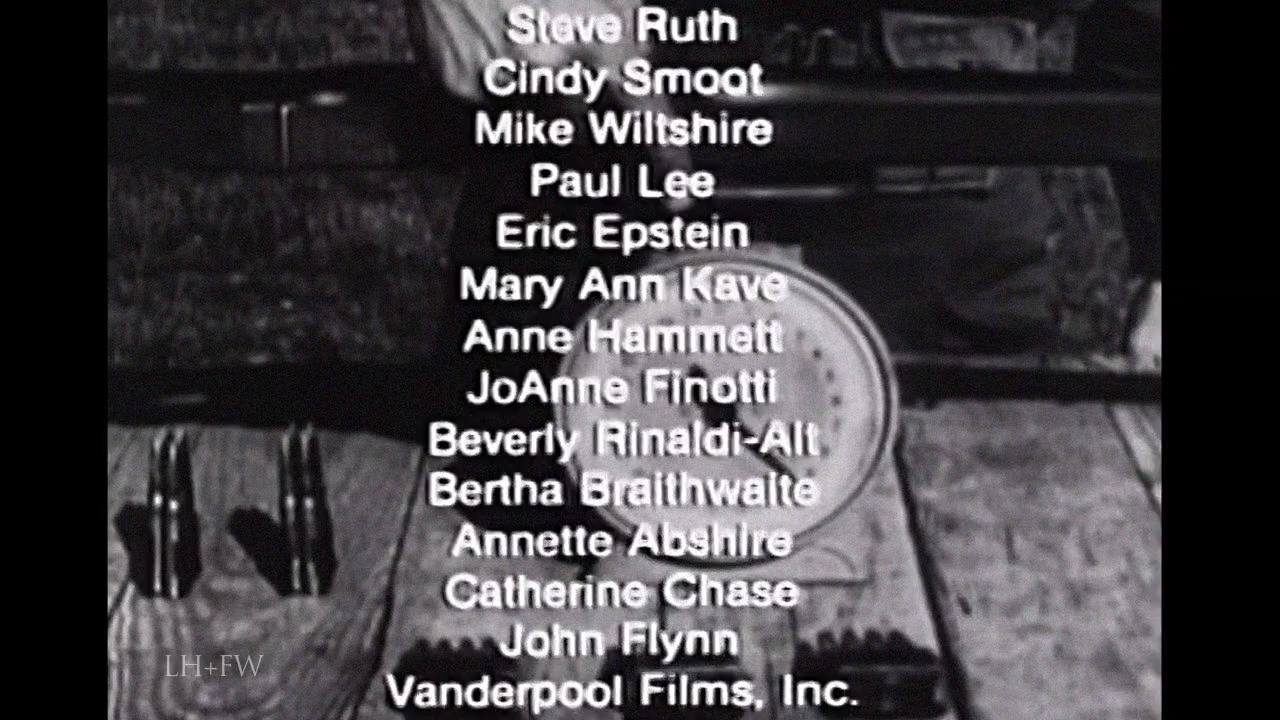 Steve Ruth
Cindy Smoot
Mike Wiltshire
Paul Lee
Eric Epstein
Mary Ann Kave
Anne Hammett
JoAnne Finotti
Beverly Rinaldi-Alt
Bertha Braithwaite
Annette Abshire
Catherine Chase
John Flynn
Vanderpool Films, Inc.
LH+FW